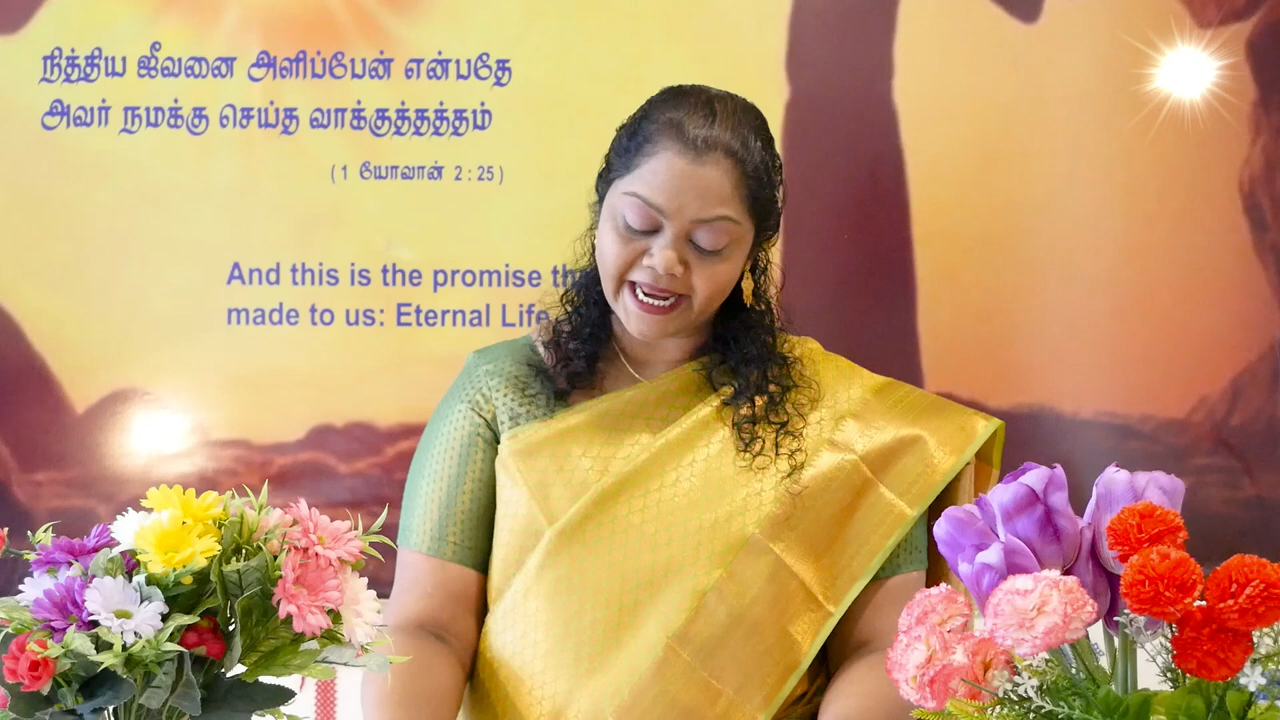 நித்திய ஜீவனை அளிப்பேன் என்பதே
அவர் நமக்கு செய்த வாக்குத்தத்தம்
(1 யோவான் 2:25)
And this is the promise
made to us: Eternal Life